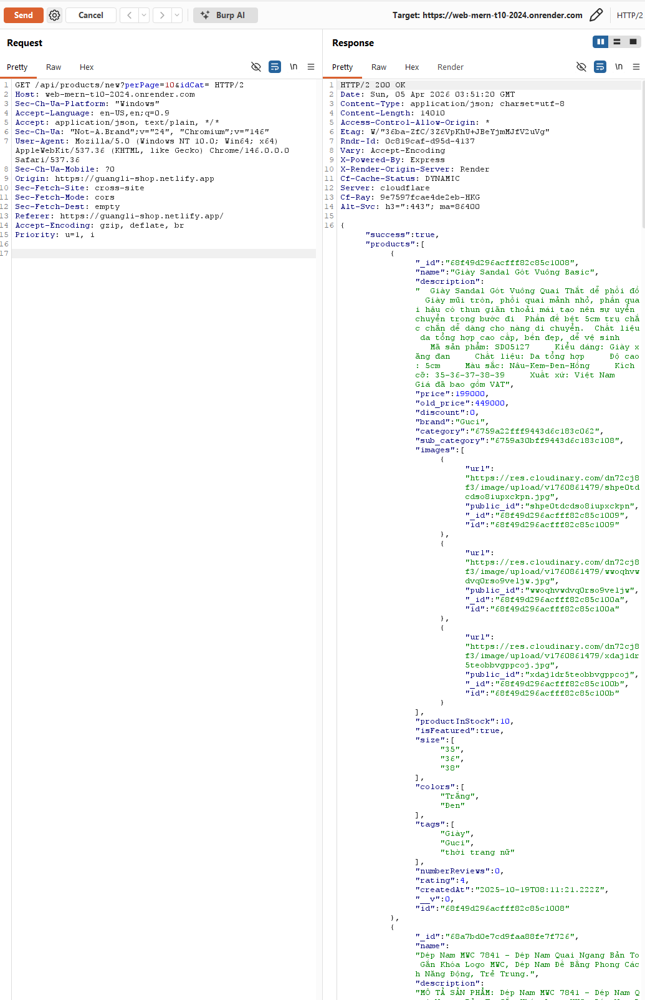 Send
Cancel
Burp AI
Target: https://web-mern-t10-2024.onrender.com
HTTP/2
Request
Pretty
Raw
Hex
\n
1 GET /api/products/new?perPage=10&idCat= HTTP/2
2 Host: web-mern-t10-2024.onrender.com
3 Sec-Ch-Ua-Platform: "Windows"
4 Accept-Language: en-US,en;q=0.9
5 Accept: application/json, text/plain, */*
6 Sec-Ch-Ua: "Not-A.Brand";v="24", "Chromium";v="146"
7 User-Agent: Mozilla/5.0 (Windows NT 10.0; Win64; x64)
AppleWebKit/537.36 (KHTML, like Gecko) Chrome/146.0.0.0
Safari/537.36
8 Sec-Ch-Ua-Mobile: ?0
9 Origin: https://guangli-shop.netlify.app
10 Sec-Fetch-Site: cross-site
11 Sec-Fetch-Mode: cors
12 Sec-Fetch-Dest: empty
13 Referer: https://guangli-shop.netlify.app/
14 Accept-Encoding: gzip, deflate, br
15 Priority: u=1, i
16
17
Response
Pretty
Raw
Hex
Render
\n
1 HTTP/2 200 OK
2 Date: Sun, 05 Apr 2026 03:51:20 GMT
3 Content-Type: application/json; charset=utf-8
4 Content-Length: 14010
5 Access-Control-Allow-Origin: *
6 Etag: W/"36ba-ZfC/3Z6VpKhU+JBeYjmMJfV2uVg"
7 Rndr-Id: 0c819caf-d95d-4137
8 Vary: Accept-Encoding
9 X-Powered-By: Express
10 X-Render-Origin-Server: Render
11 Cf-Cache-Status: DYNAMIC
12 Server: cloudflare
13 Cf-Ray: 9e7597fcae4de2eb-HKG
14 Alt-Svc: h3=":443"; ma=86400
15
16 {
"success":true,
"products":[
{
"_id":"68f49d296acfff82c85c1008",
"name":"Giày Sandal Gót Vuông Basic",
"description":
" Giày Sandal Gót Vuông Quai Thắt dễ phối đồ
Giày mũi tròn, phối quai mảnh nhỏ, phần qua
i hậu có thun giãn thoải mái tạo nên sự uyển
chuyển trong bước đi Phần đế bệt 5cm trụ chắ
c chắn dễ dàng cho nàng di chuyển. Chất liệu
da tổng hợp cao cấp, bền đẹp, dễ vệ sinh
Mã sản phẩm: SD05127 Kiểu dáng: Giày x
ăng đan Chất liệu: Da tổng hợp Độ cao
: 5cm Màu sắc: Nâu-Kem-Đen-Hồng Kích
cỡ: 35-36-37-38-39 Xuất xứ: Việt Nam
Giá đã bao gồm VAT",
"price":199000,
"old_price":449000,
"discount":0,
"brand":"Guci",
"category":"6759a22fff9443d6c183c062",
"sub_category":"6759a30bff9443d6c183c108",
"images":[
{
"url":
"https://res.cloudinary.com/dn72cj8
f3/image/upload/v1760861479/shpe0td
cdso8iupxckpn.jpg",
"public_id":"shpe0tdcdso8iupxckpn",
"_id":"68f49d296acfff82c85c1009",
"id":"68f49d296acfff82c85c1009"
},
{
"url":
"https://res.cloudinary.com/dn72cj8
f3/image/upload/v1760861479/wwoqhvw
dvq0rso9veljw.jpg",
"public_id":"wwoqhvwdvq0rso9veljw",
"_id":"68f49d296acfff82c85c100a",
"id":"68f49d296acfff82c85c100a"
},
{
"url":
"https://res.cloudinary.com/dn72cj8
f3/image/upload/v1760861479/xdaj1dr
5teobbvgppcoj.jpg",
"public_id":"xdaj1dr5teobbvgppcoj",
"_id":"68f49d296acfff82c85c100b",
"id":"68f49d296acfff82c85c100b"
}
],
"productInStock":10,
"isFeatured":true,
"size":[
"35",
"36",
"38"
],
"colors":[
"Trắng",
"Đen"
],
"tags":[
"Giày",
"Guci",
"thời trang nữ"
],
"numberReviews":0,
"rating":4,
"createdAt":"2025-10-19T08:11:21.222Z",
"__v":0,
"id":"68f49d296acfff82c85c1008"
},
{
"_id":"68a7bd0e7cd9faa88fe7f726",
"name":
"Dép Nam MWC 7841 - Dép Nam Quai Ngang Bản To
Gắn Khóa Logo MWC, Dép Nam Đế Bằng Phong Các
h Năng Động, Trẻ Trung.",
"description":
"MÔ TẢ SẢN PHẨM: Dép Nam MWC 7841 - Dép Nam Q